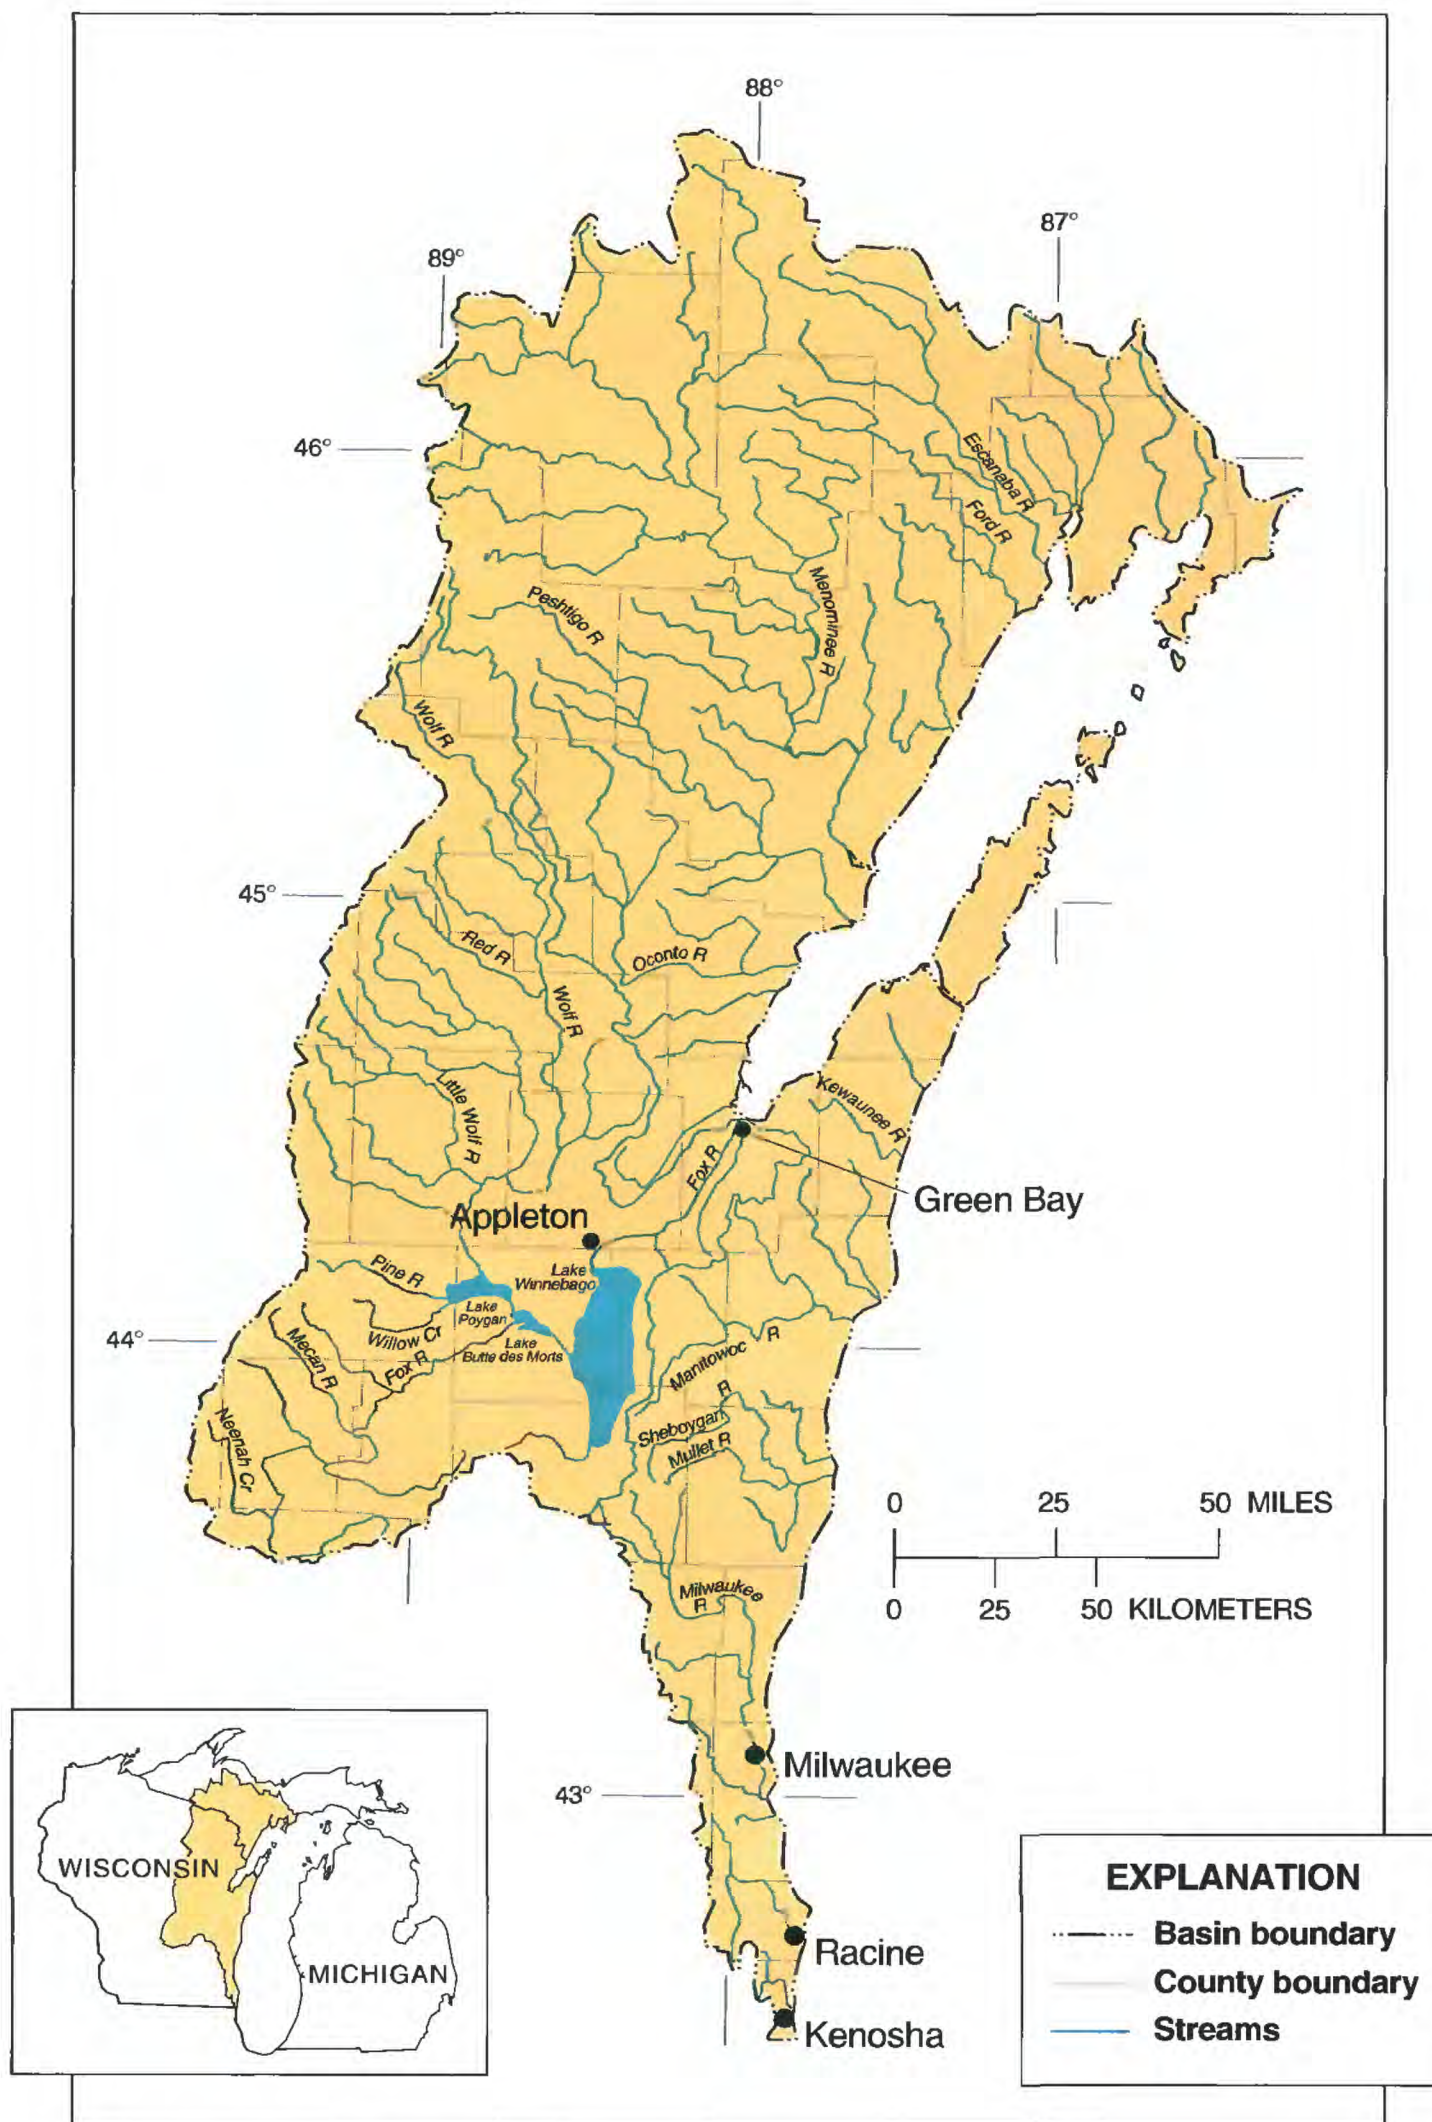 88°
87°
89°
46°
Escanaba R
Ford R
Menominee R
Peshtigo R
Wolf R
45°
Red R
Oconto R
Wolf R
Little Wolf R
Kewaunee R
Fox R
Green Bay
Appleton
Pine R
Lake
Winnebago
Lake
Poygan
Willow Cr
Lake
Butte des Morts
44°
Mecan R
Fox R
Manitowoc R
Neenah Cr
Sheboygan R
Mullet R
0 25 50 MILES
0 25 50 KILOMETERS
Milwaukee
R
Milwaukee
43°
Racine
Kenosha
WISCONSIN
MICHIGAN
EXPLANATION
Basin boundary
County boundary
Streams